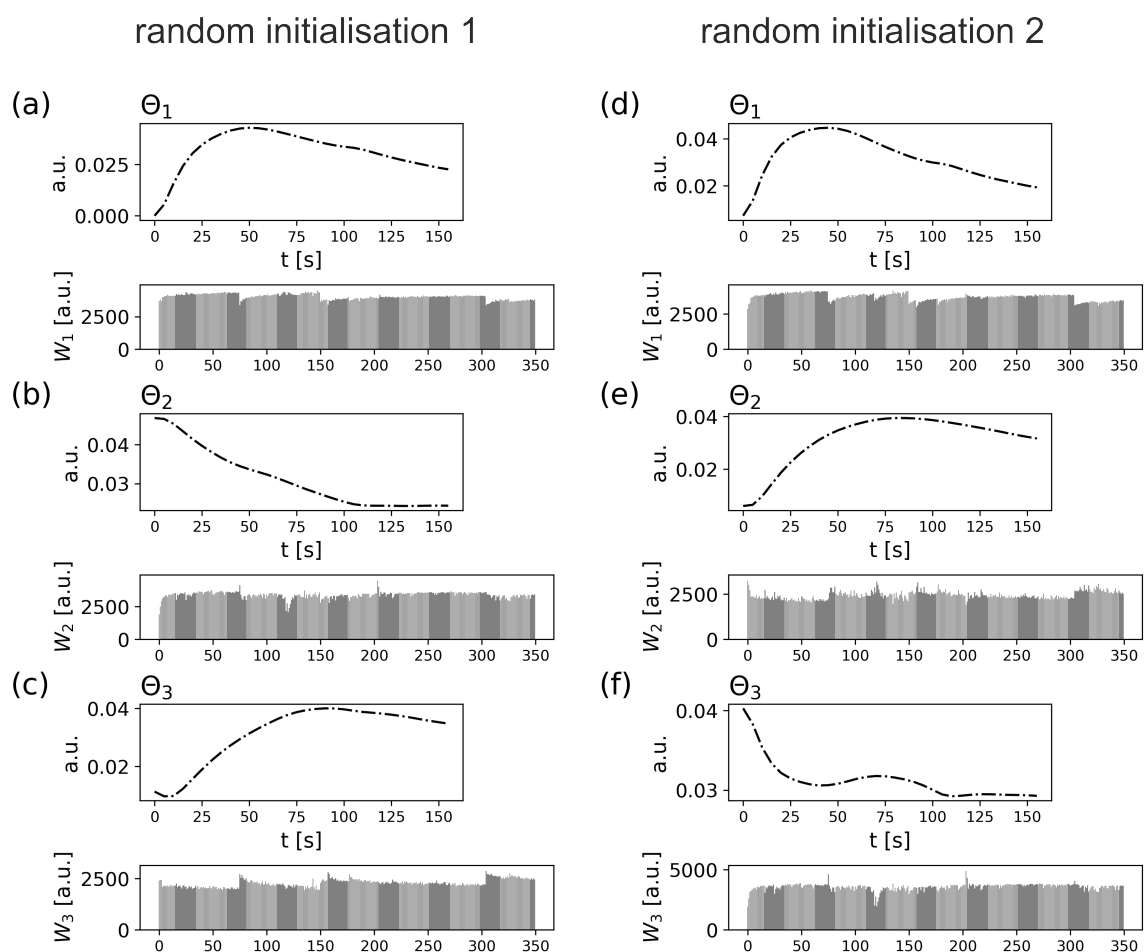 random initialisation 1
random initialisation 2
(a)
Θ1
a.u.
0.025
0.000
0 25 50 75 100 125 150
t [s]
W1 [a.u.]
2500
0
0 50 100 150 200 250 300 350
(b)
Θ2
a.u.
0.04
0.03
0 25 50 75 100 125 150
t [s]
W2 [a.u.]
2500
0
0 50 100 150 200 250 300 350
(c)
Θ3
a.u.
0.04
0.02
0 25 50 75 100 125 150
t [s]
W3 [a.u.]
2500
0
0 50 100 150 200 250 300 350
(d)
Θ1
a.u.
0.04
0.02
0 25 50 75 100 125 150
t [s]
W1 [a.u.]
2500
0
0 50 100 150 200 250 300 350
(e)
Θ2
a.u.
0.04
0.02
0 25 50 75 100 125 150
t [s]
W2 [a.u.]
2500
0
0 50 100 150 200 250 300 350
(f)
Θ3
a.u.
0.04
0.03
0 25 50 75 100 125 150
t [s]
W3 [a.u.]
5000
2500
0
0 50 100 150 200 250 300 350